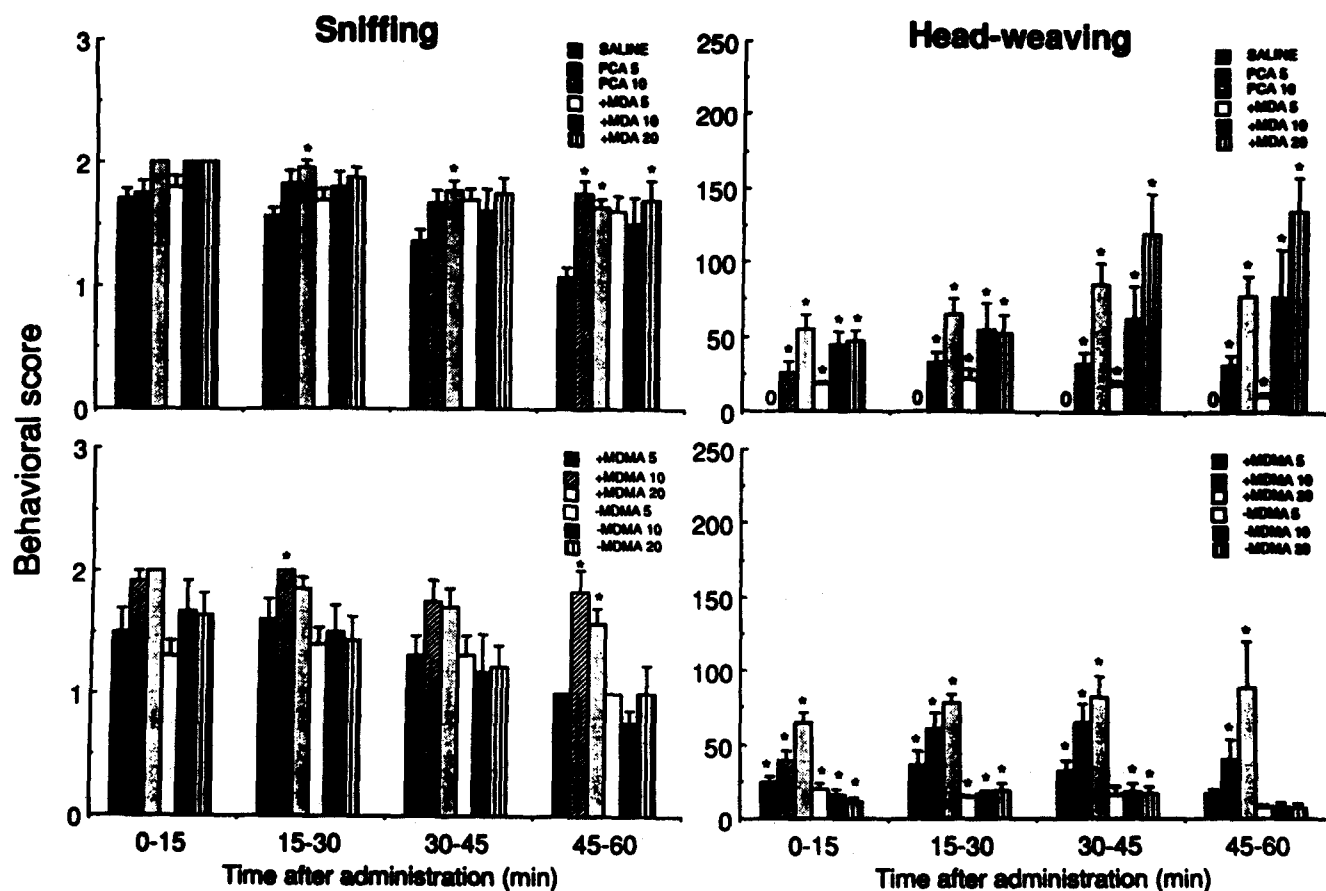 Sniffing
Head-weaving
Behavioral score
3
2
1
0
SALINE
PCA 5
PCA 10
+MDA 5
+MDA 10
+MDA 20
* * * * *
250
200
150
100
75
50
25
0
SALINE
PCA 5
PCA 10
+MDA 5
+MDA 10
+MDA 20
* * * * *
* * * * *
* * * * *
* * * * *
0 0 0 0
3
2
1
0
+MDMA 5
+MDMA 10
+MDMA 20
-MDMA 5
-MDMA 10
-MDMA 20
* * *
0-15 15-30 30-45 45-60
Time after administration (min)
250
200
150
100
75
50
25
0
+MDMA 5
+MDMA 10
+MDMA 20
-MDMA 5
-MDMA 10
-MDMA 20
* * * * * *
* * * * * *
* * * * *
* *
0-15 15-30 30-45 45-60
Time after administration (min)